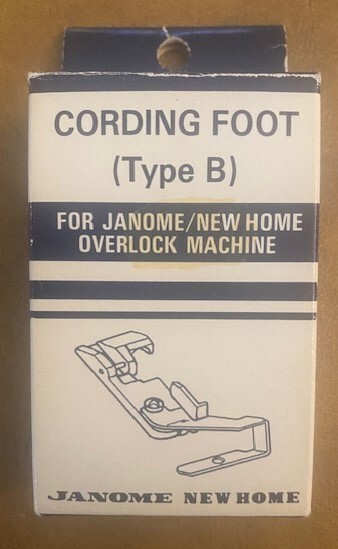 CORDING FOOT
(Type B)
FOR JANOME/NEW HOME
OVERLOCK MACHINE
JANOME NEW HOME